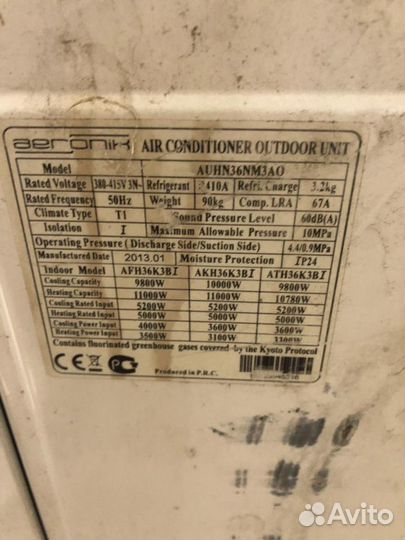 aeronik AIR CONDITIONER OUTDOOR UNIT
Model AUHN36NM3AO
Rated Voltage 380-415V 3N~ Refrigerant R410A Refri. Charge 3.2kg
Rated Frequency 50Hz Weight 90kg Comp. LRA 67A
Climate Type T1 Sound Pressure Level 60dB(A)
Isolation I Maximum Allowable Pressure 10MPa
Operating Pressure ( Discharge Side/Suction Side) 4.4/0.9MPa
Manufactured Date 2013.01 Moisture Protection IP24
Indoor Model AFH36K3BI AKH36K3BI ATH36K3BI
Cooling Capacity 9800W 10000W 9800W
Heating Capacity 11000W 11000W 10780W
Cooling Rated Input 5200W 5200W 5200W
Heating Rated Input 5000W 5000W 5000W
Cooling Power Input 4000W 3600W 3600W
Heating Power Input 3500W 3100W
Contains fluorinated greenhouse gases covered by the Kyoto Protocol
CE
Produced in P.R.C.
Avito